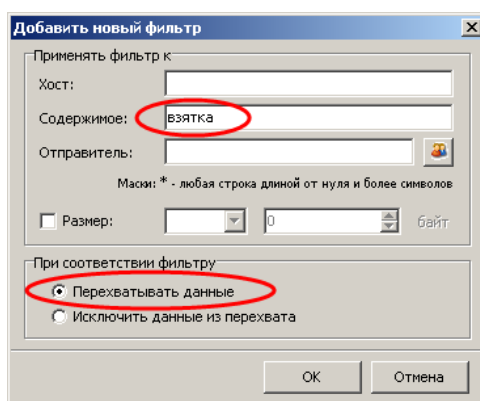 Добавить новый фильтр
Применять фильтр к
Хост:
Содержимое: взятка
Отправитель:
Маски: * - любая строка длиной от нуля и более символов
Размер: 0 байт
При соответствии фильтру
Перехватывать данные
Исключить данные из перехвата
OK Отмена